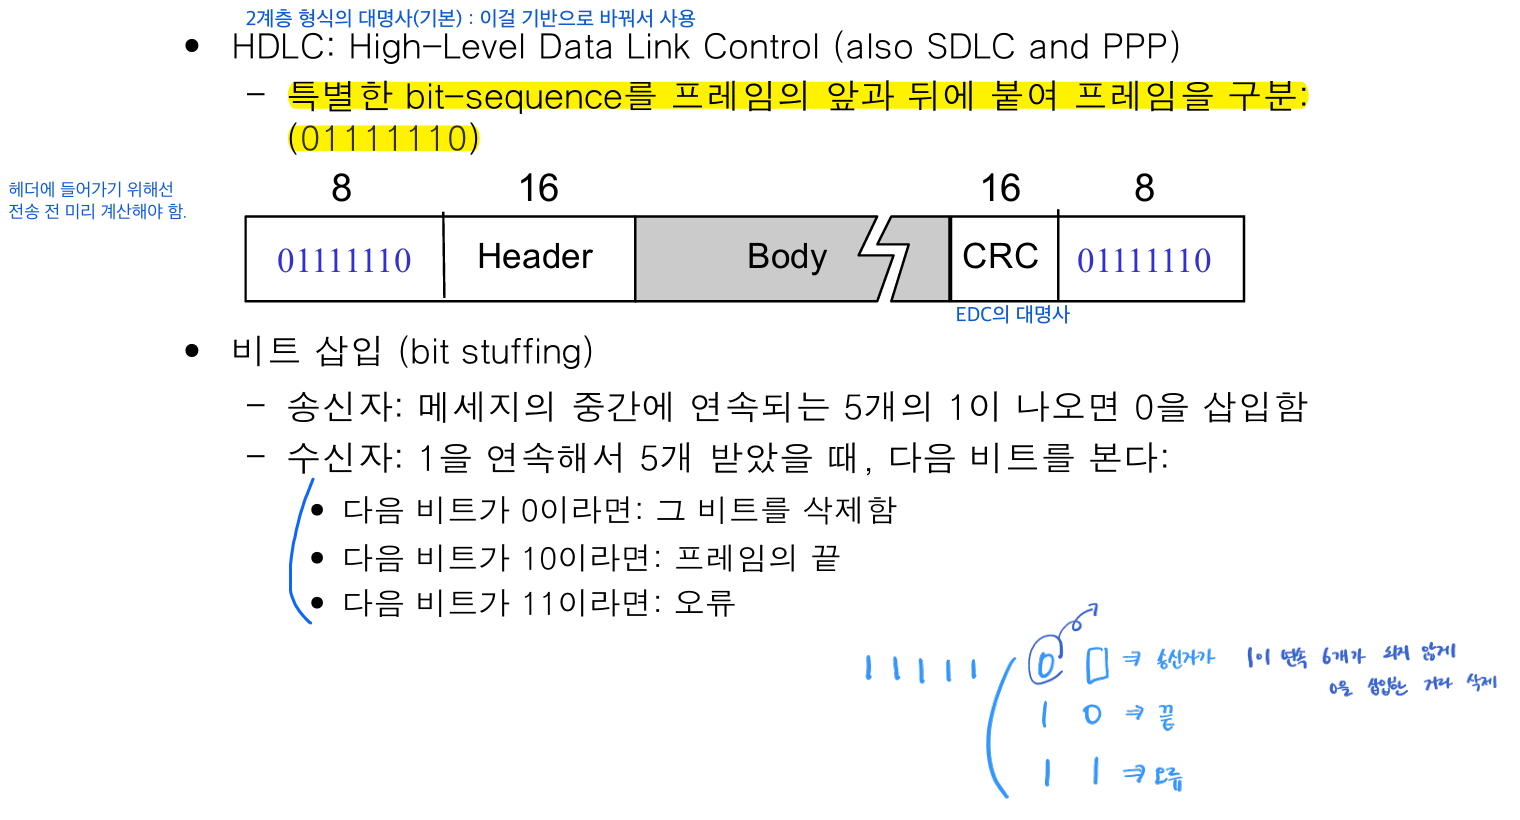 2계층 형식의 대명사(기본) : 이걸 기반으로 바꿔서 사용
• HDLC: High-Level Data Link Control (also SDLC and PPP)
– 특별한 bit-sequence를 프레임의 앞과 뒤에 붙여 프레임을 구분:
(01111110)
헤더에 들어가기 위해선
전송 전 미리 계산해야 함.
8 16 16 8
01111110 Header Body CRC 01111110
EDC의 대명사
• 비트 삽입 (bit stuffing)
– 송신자: 메세지의 중간에 연속되는 5개의 1이 나오면 0을 삽입함
– 수신자: 1을 연속해서 5개 받았을 때, 다음 비트를 본다:
• 다음 비트가 0이라면: 그 비트를 삭제함
• 다음 비트가 10이라면: 프레임의 끝
• 다음 비트가 11이라면: 오류
1 1 1 1 1 0 □ ⇒ 송신자가 1이 연속 6개가 되지 않게
0을 삽입한 거라 삭제
1 0 ⇒ 끝
1 1 ⇒ 오류